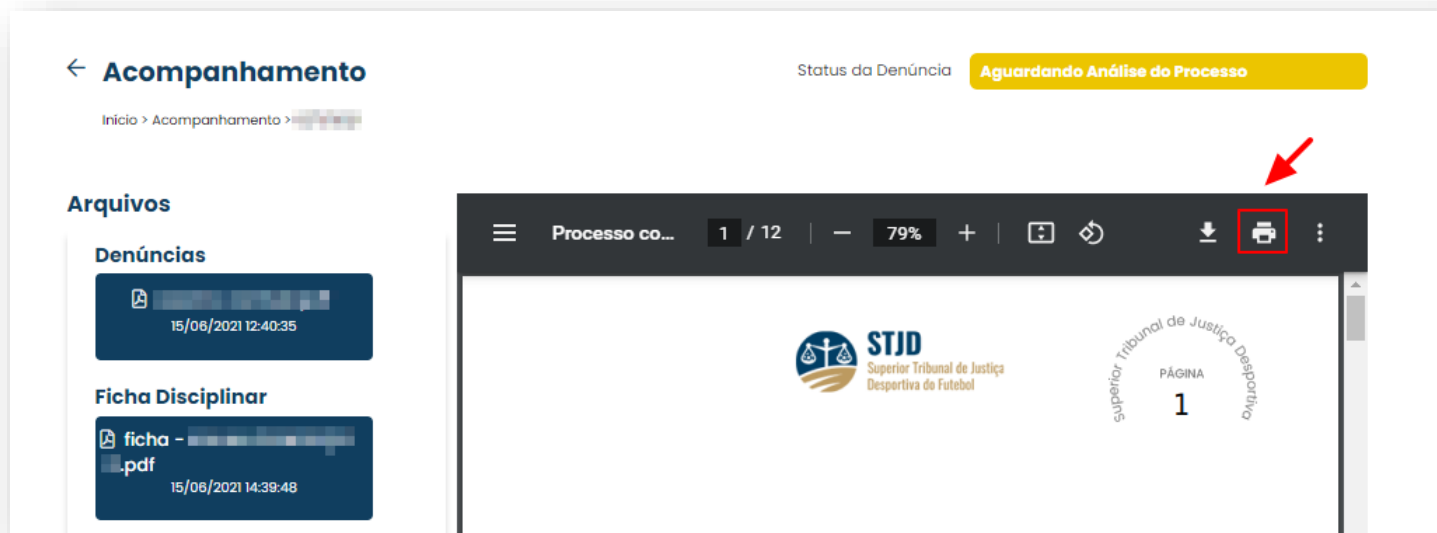 Acompanhamento
Status da Denúncia
Aguardando Análise do Processo
Inicio > Acompanhamento >
Arquivos
Denúncias
15/06/2021 12:40:35
Ficha Disciplinar
ficha -
.pdf
15/06/2021 14:39:48
Processo co... 1 / 12 79%
STJD
Superior Tribunal de Justiça
Desportiva do Futebol
Superior Tribunal de Justiça Desportiva
PÁGINA
1